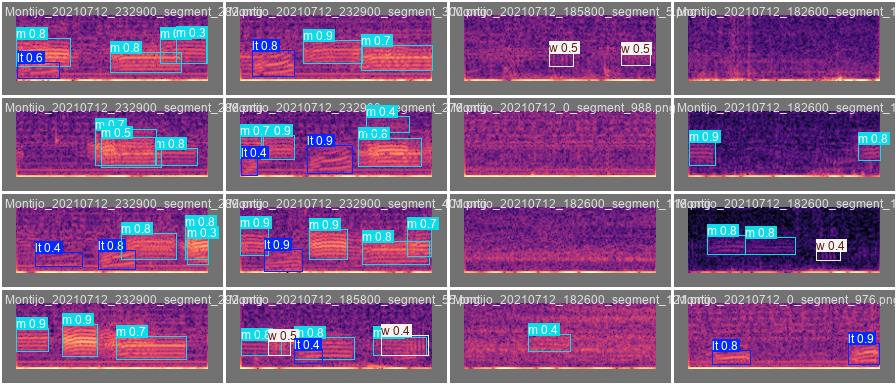 Montijo_20210712_232900_segment_2
m 0.8
m 0.3
m 0.8
lt 0.6
Montijo_20210712_232900_segment_3
m 0.9
m 0.7
lt 0.8
Montijo_20210712_185800_segment_5
w 0.5
w 0.5
Montijo_20210712_182600_segment_1
Montijo_20210712_232900_segment_2
m 0.7
m 0.5
m 0.8
Montijo_20210712_232900_segment_2
m 0.4
m 0.7
0.9
m 0.8
lt 0.4
lt 0.9
Montijo_20210712_0_segment_988.png
Montijo_20210712_182600_segment_1
m 0.9
m 0.8
Montijo_20210712_232900_segment_2
m 0.8
m 0.8
m 0.3
lt 0.4
lt 0.8
Montijo_20210712_232900_segment_4
m 0.9
m 0.9
m 0.7
m 0.8
lt 0.9
Montijo_20210712_182600_segment_1
Montijo_20210712_182600_segment_1
m 0.8
m 0.8
w 0.4
Montijo_20210712_232900_segment_2
m 0.9
m 0.9
m 0.7
Montijo_20210712_185800_segment_5
w 0.5
m 0.8
w 0.4
lt 0.4
Montijo_20210712_182600_segment_1
m 0.4
Montijo_20210712_0_segment_976.png
lt 0.8
lt 0.9